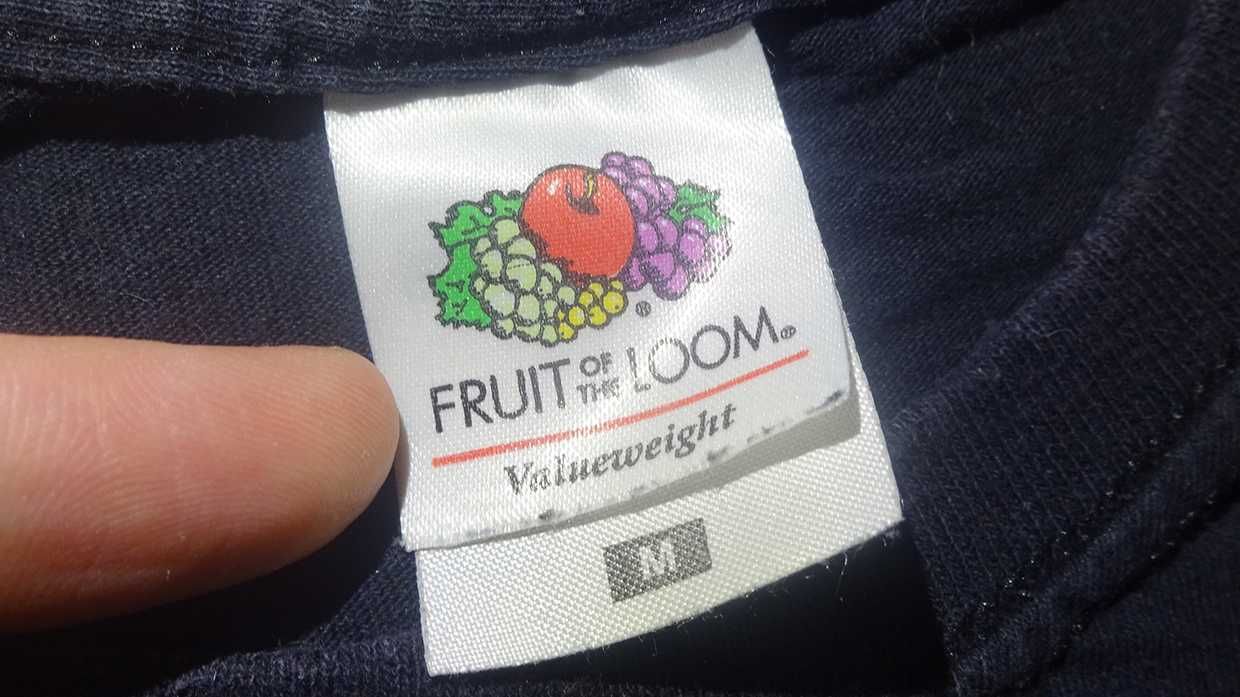 ®
FRUIT OF THE LOOM®
Valueweight
M